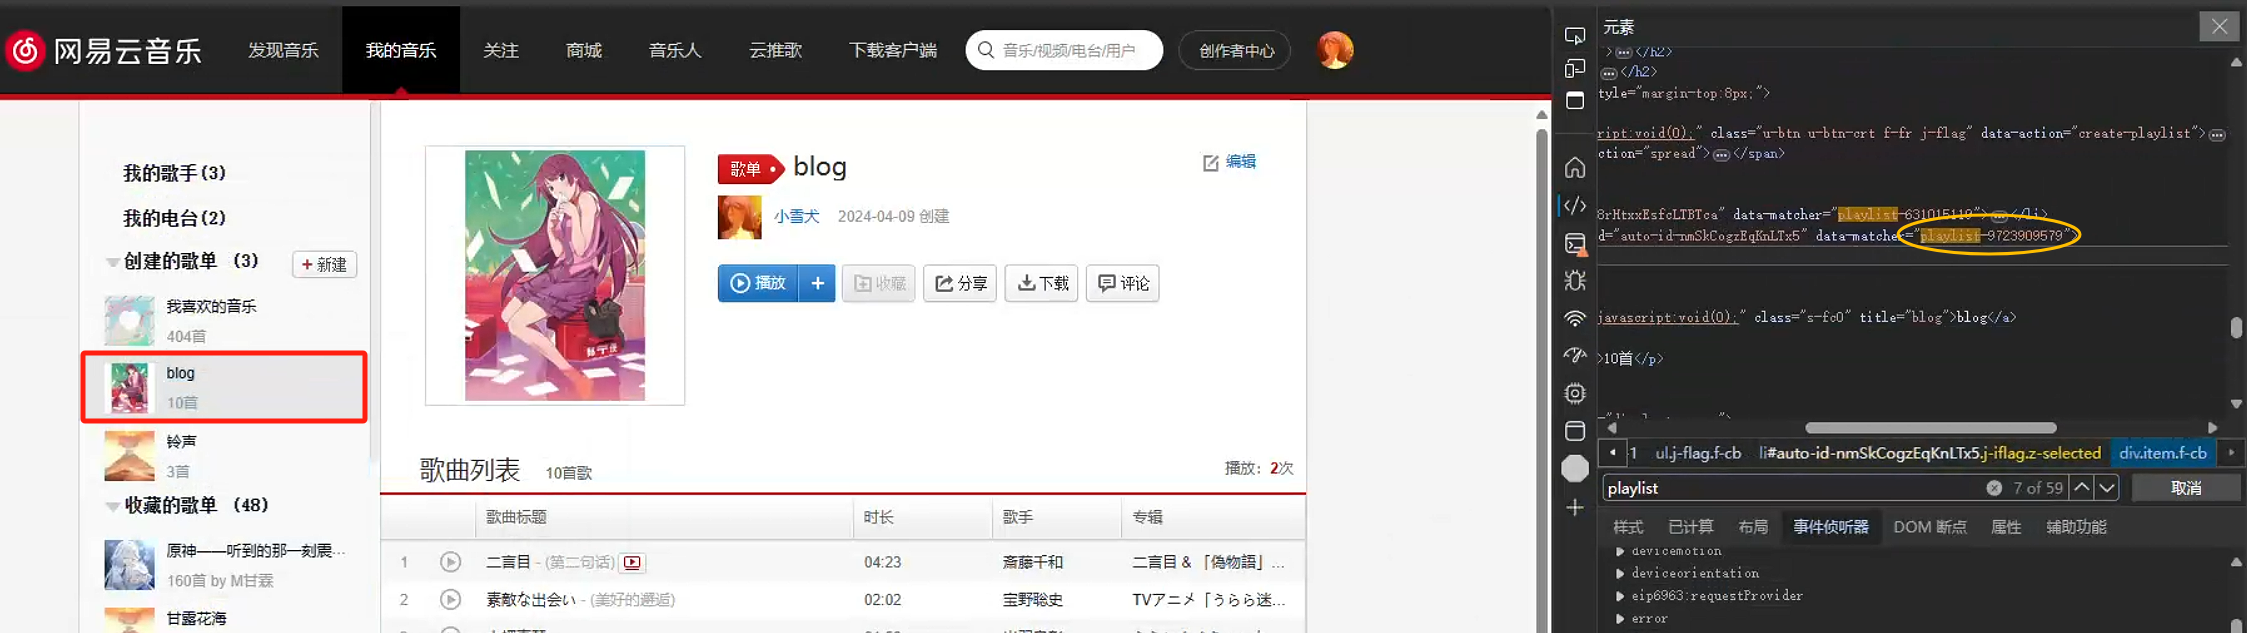 网易云音乐
发现音乐
我的音乐
关注
商城
音乐人
云推歌
下载客户端
音乐/视频/电台/用户
创作者中心
我的歌手(3)
我的电台(2)
创建的歌单 (3)
+ 新建
我喜欢的音乐
404首
blog
10首
铃声
3首
收藏的歌单 (48)
原神——听到的那一刻震...
160首 by M甘霖
甘露花海
歌单
blog
编辑
小雪犬
2024-04-09 创建
播放
+
收藏
分享
下载
评论
歌曲列表
10首歌
播放：2次
歌曲标题
时长
歌手
专辑
1
二言目 - (第二句话)
04:23
斎藤千和
二言目 & 「偽物語」...
2
素敵な出会い - (美好的邂逅)
02:02
宝野聡史
TVアニメ「うらら迷...
元素
">…</h2>
…</h2>
tyle="margin-top:8px;">
ript:void(0);" class="u-btn u-btn-crt f-fr j-flag" data-action="create-playlist">…
ction="spread">…</span>
8rHtxxEsfcLTBTca" data-matcher="playlist-631015119">…</li>
d="auto-id-nmSkCogzEqKnLTx5" data-matcher="playlist-9723909579">
javascript:void(0);" class="s-fc0" title="blog">blog</a>
>10首</p>
1
ul.j-flag.f-cb
li#auto-id-nmSkCogzEqKnLTx5.j-iflag.z-selected
div.item.f-cb
playlist
7 of 59
取消
样式
已计算
布局
事件侦听器
DOM 断点
属性
辅助功能
devicemotion
deviceorientation
eip6963:requestProvider
error